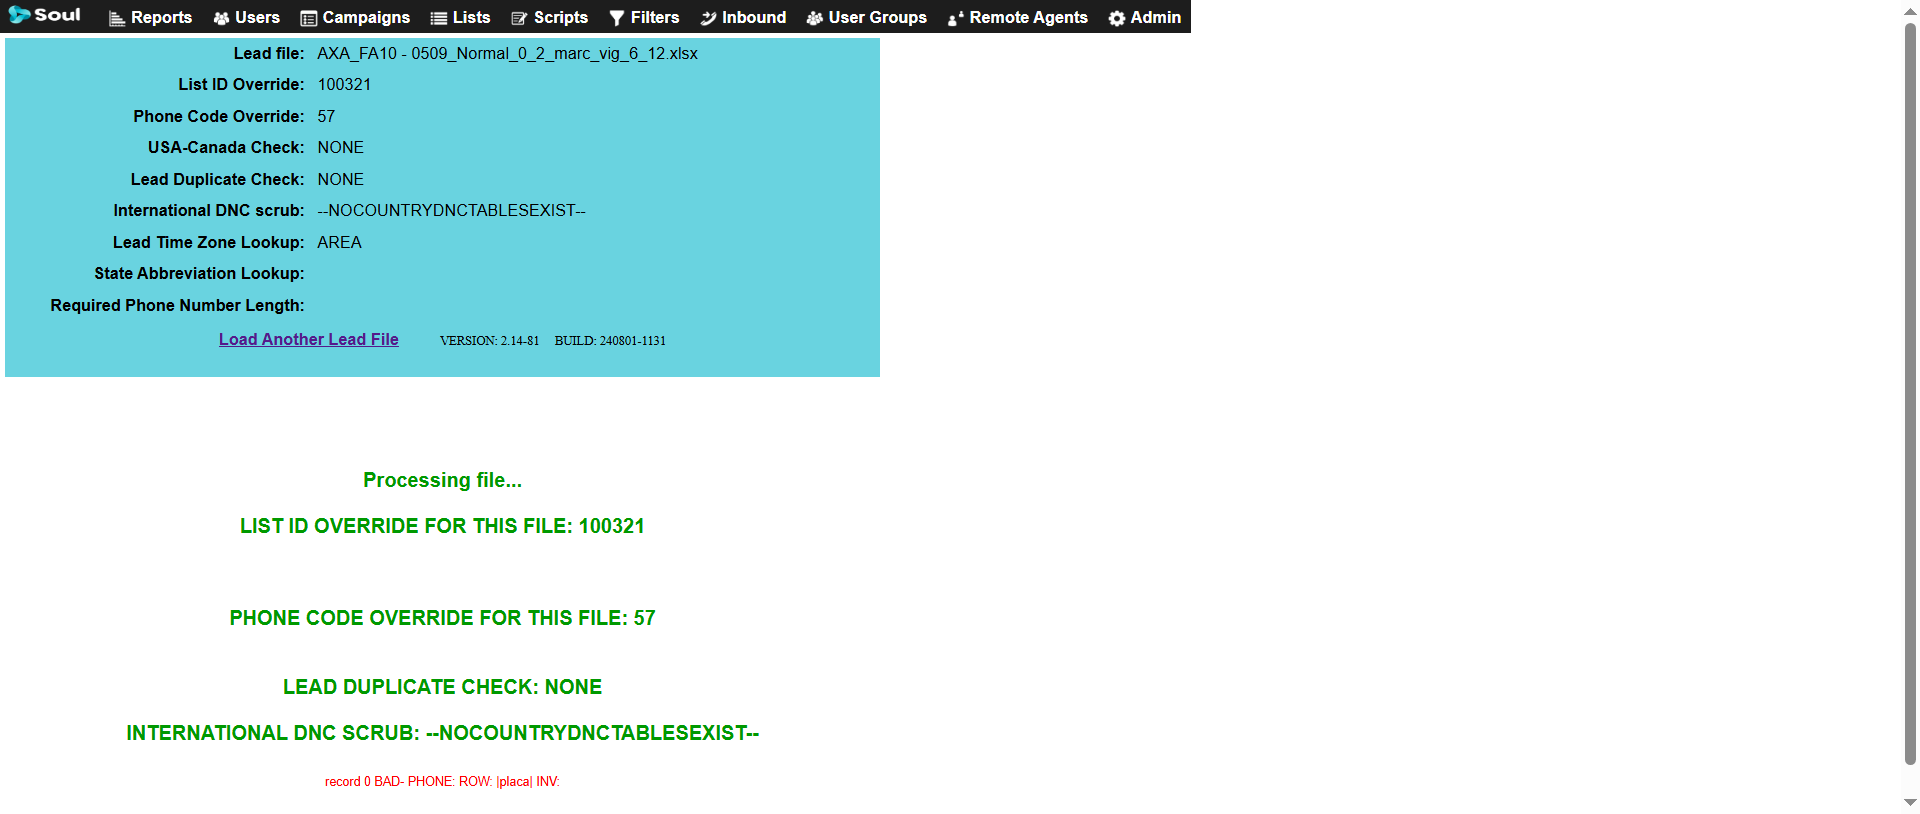 Soul Reports Users Campaigns Lists Scripts Filters Inbound User Groups Remote Agents Admin
Lead file: AXA_FA10 - 0509_Normal_0_2_marc_vig_6_12.xlsx
List ID Override: 100321
Phone Code Override: 57
USA-Canada Check: NONE
Lead Duplicate Check: NONE
International DNC scrub: --NOCOUNTRYDNCTABLESEXIST--
Lead Time Zone Lookup: AREA
State Abbreviation Lookup:
Required Phone Number Length:
Load Another Lead File VERSION: 2.14-81 BUILD: 240801-1131
Processing file...
LIST ID OVERRIDE FOR THIS FILE: 100321
PHONE CODE OVERRIDE FOR THIS FILE: 57
LEAD DUPLICATE CHECK: NONE
INTERNATIONAL DNC SCRUB: --NOCOUNTRYDNCTABLESEXIST--
record 0 BAD- PHONE: ROW: |placa| INV: